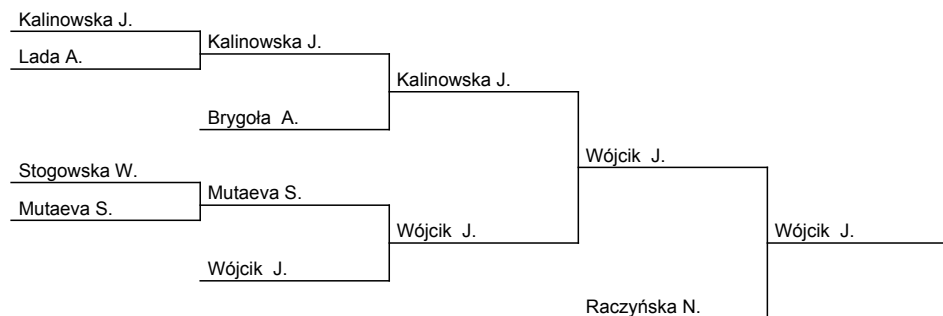 Kalinowska J.
Kalinowska J.
Lada A.
Kalinowska J.
Brygoła A.
Wójcik J.
Stogowska W.
Mutaeva S.
Mutaeva S.
Wójcik J.
Wójcik J.
Wójcik J.
Raczyńska N.